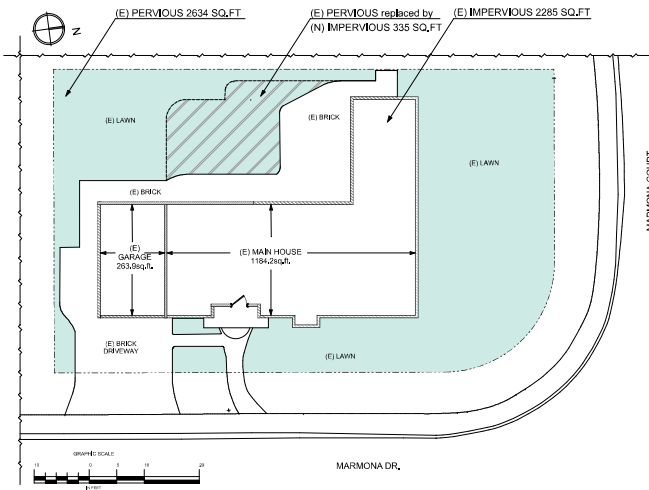 (E) PERVIOUS 2634 SQ.FT
(E) PERVIOUS replaced by
(N) IMPERVIOUS 335 SQ.FT
(E) IMPERVIOUS 2285 SQ.FT
N
(E) LAWN
(E) BRICK
(E) LAWN
MARMONA COURT
(E) BRICK
(E)
GARAGE
263.9sq.ft.
(E) MAIN HOUSE
1184.2sq.ft.
(E) BRICK
DRIVEWAY
(E) LAWN
GRAPHIC SCALE
10 0 5 10 20
IN FEET
MARMONA DR.